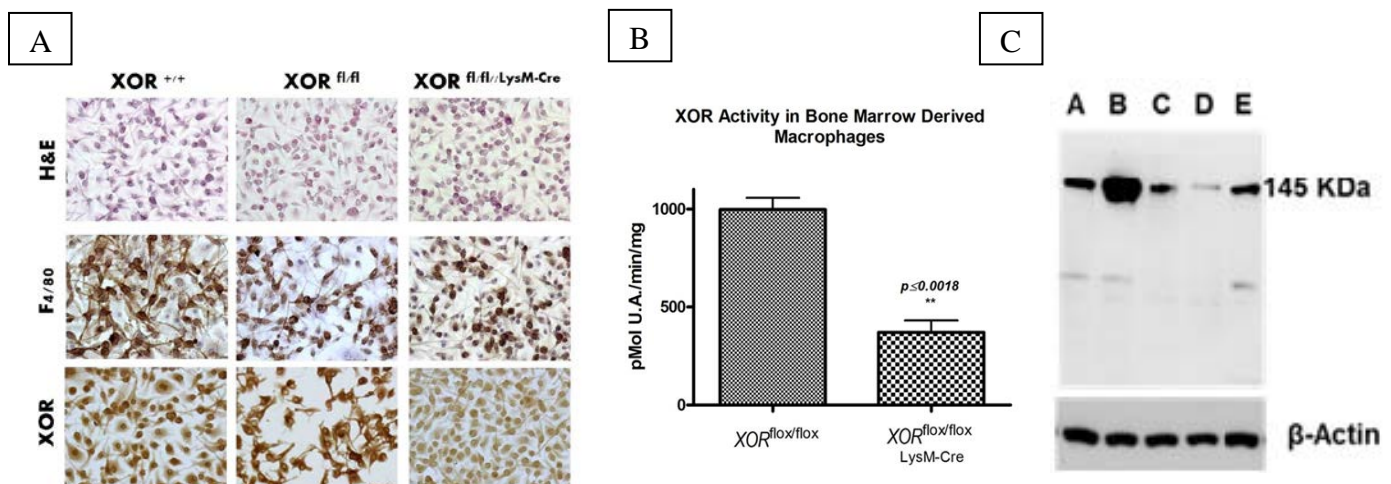 A
XOR +/+ XOR fl/fl XOR fl/fl//LysM-Cre
H&E
F4/80
XOR
B
XOR Activity in Bone Marrow Derived
Macrophages
pMol U.A./min/mg
1000
500
0
p≤0.0018
**
XORflox/flox
XORflox/flox
LysM-Cre
C
A B C D E
145 KDa
β-Actin